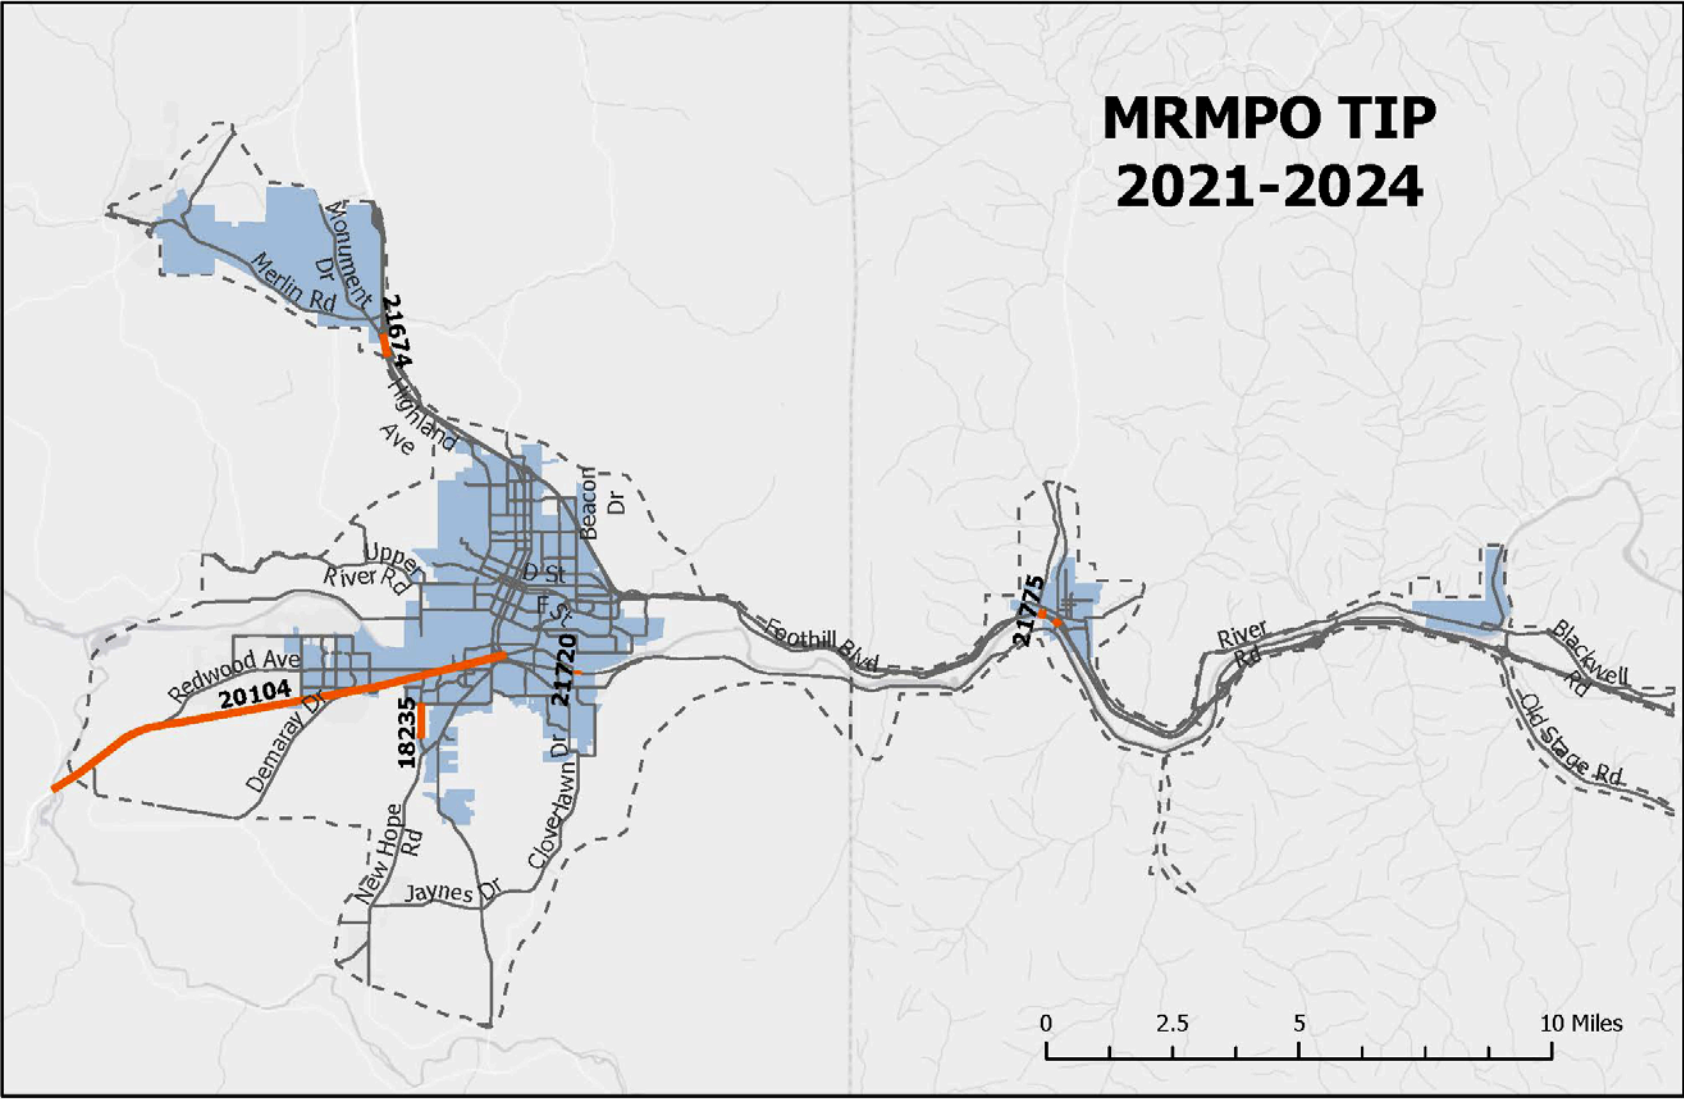 MRMPO TIP
2021-2024
Monument
Dr
Merlin Rd
21674
Highland
Ave
Beacon
Dr
Upper
River Rd
D St
F St
21775
Foothill Blvd
River
Rd
Blackwell
Rd
Old Stage Rd
Redwood Ave
20104
Demaray Dr
18235
21720
New Hope
Rd
Cloverlawn Dr
Jaynes Dr
0 2.5 5 10 Miles